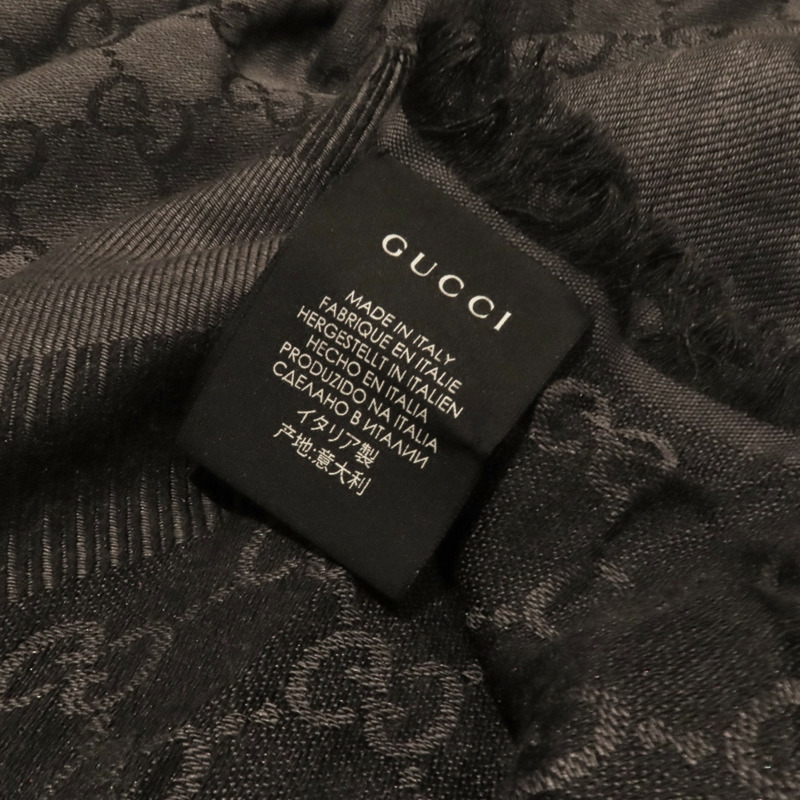 GUCCI
MADE IN ITALY
FABRIQUE EN ITALIE
HERGESTELLT IN ITALIEN
HECHO EN ITALIA
PRODUZIDO NA ITALIA
СДЕЛАНО В ИТАЛИИ
イタリア製
产地:意大利